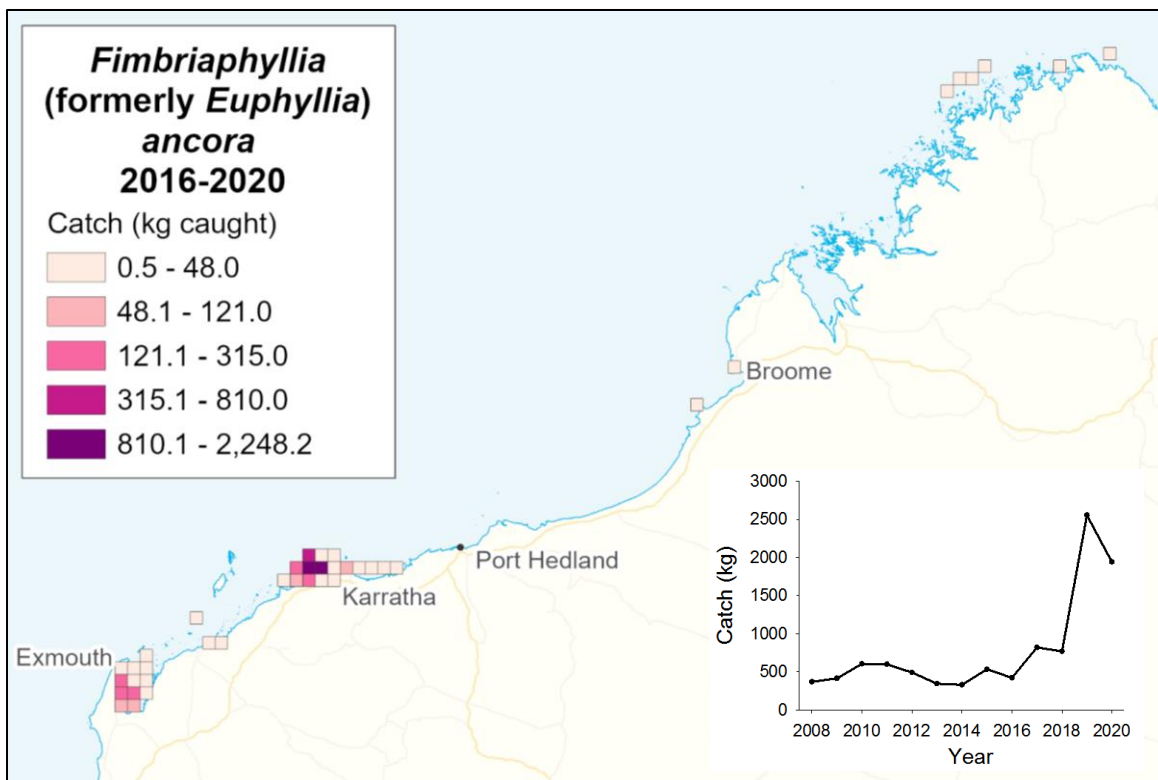 Fimbriaphyllia
(formerly Euphyllia)
ancora
2016-2020
Catch (kg caught)
0.5 - 48.0
48.1 - 121.0
121.1 - 315.0
315.1 - 810.0
810.1 - 2,248.2
Broome
Port Hedland
Karratha
Exmouth
3000
2500
2000
1500
1000
500
0
Catch (kg)
2008 2010 2012 2014 2016 2018 2020
Year